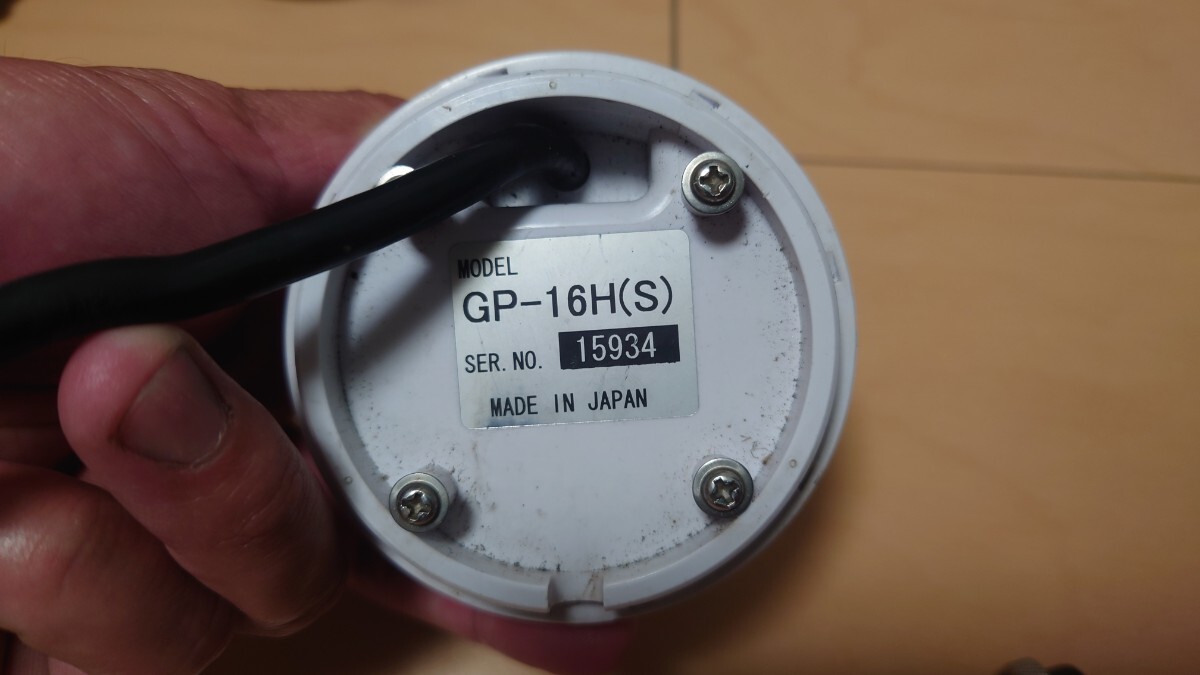 MODEL
GP-16H(S)
SER. NO. 15934
MADE IN JAPAN